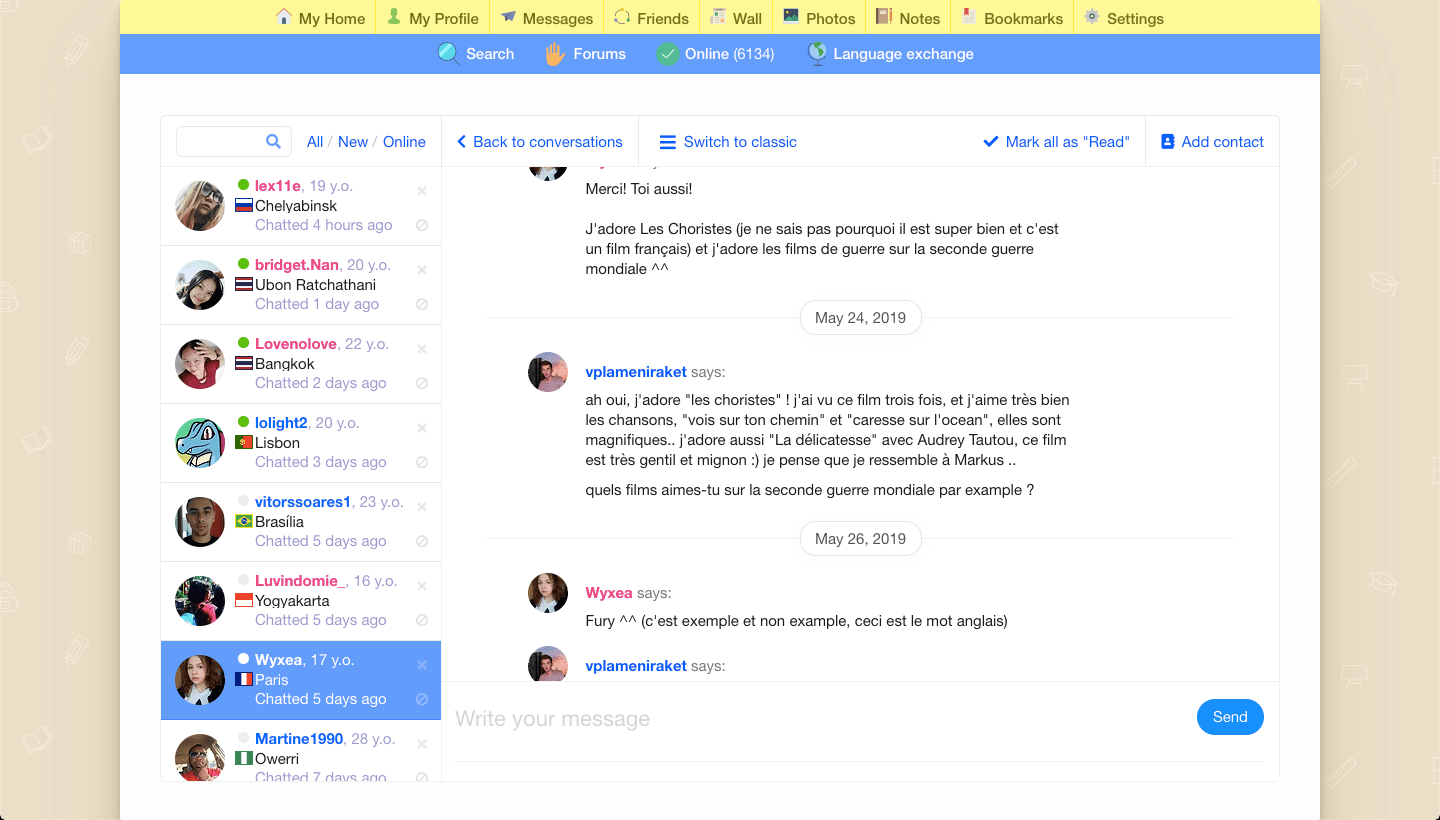 My Home My Profile Messages Friends Wall Photos Notes Bookmarks Settings
Search Forums Online (6134) Language exchange
All / New / Online
Back to conversations Switch to classic Mark all as "Read" Add contact
lex11e, 19 y.o.
Chelyabinsk
Chatted 4 hours ago
bridget.Nan, 20 y.o.
Ubon Ratchathani
Chatted 1 day ago
Lovenolove, 22 y.o.
Bangkok
Chatted 2 days ago
lolight2, 20 y.o.
Lisbon
Chatted 3 days ago
vitorssoares1, 23 y.o.
Brasília
Chatted 5 days ago
Luvindomie_, 16 y.o.
Yogyakarta
Chatted 5 days ago
Wyxea, 17 y.o.
Paris
Chatted 5 days ago
Martine1990, 28 y.o.
Owerri
Chatted 7 days ago
Merci! Toi aussi!
J'adore Les Choristes (je ne sais pas pourquoi il est super bien et c'est
un film français) et j'adore les films de guerre sur la seconde guerre
mondiale ^^
May 24, 2019
vplameniraket says:
ah oui, j'adore "les choristes" ! j'ai vu ce film trois fois, et j'aime très bien
les chansons, "vois sur ton chemin" et "caresse sur l'ocean", elles sont
magnifiques.. j'adore aussi "La délicatesse" avec Audrey Tautou, ce film
est très gentil et mignon :) je pense que je ressemble à Markus ..
quels films aimes-tu sur la seconde guerre mondiale par example ?
May 26, 2019
Wyxea says:
Fury ^^ (c'est exemple et non example, ceci est le mot anglais)
vplameniraket says:
Write your message
Send